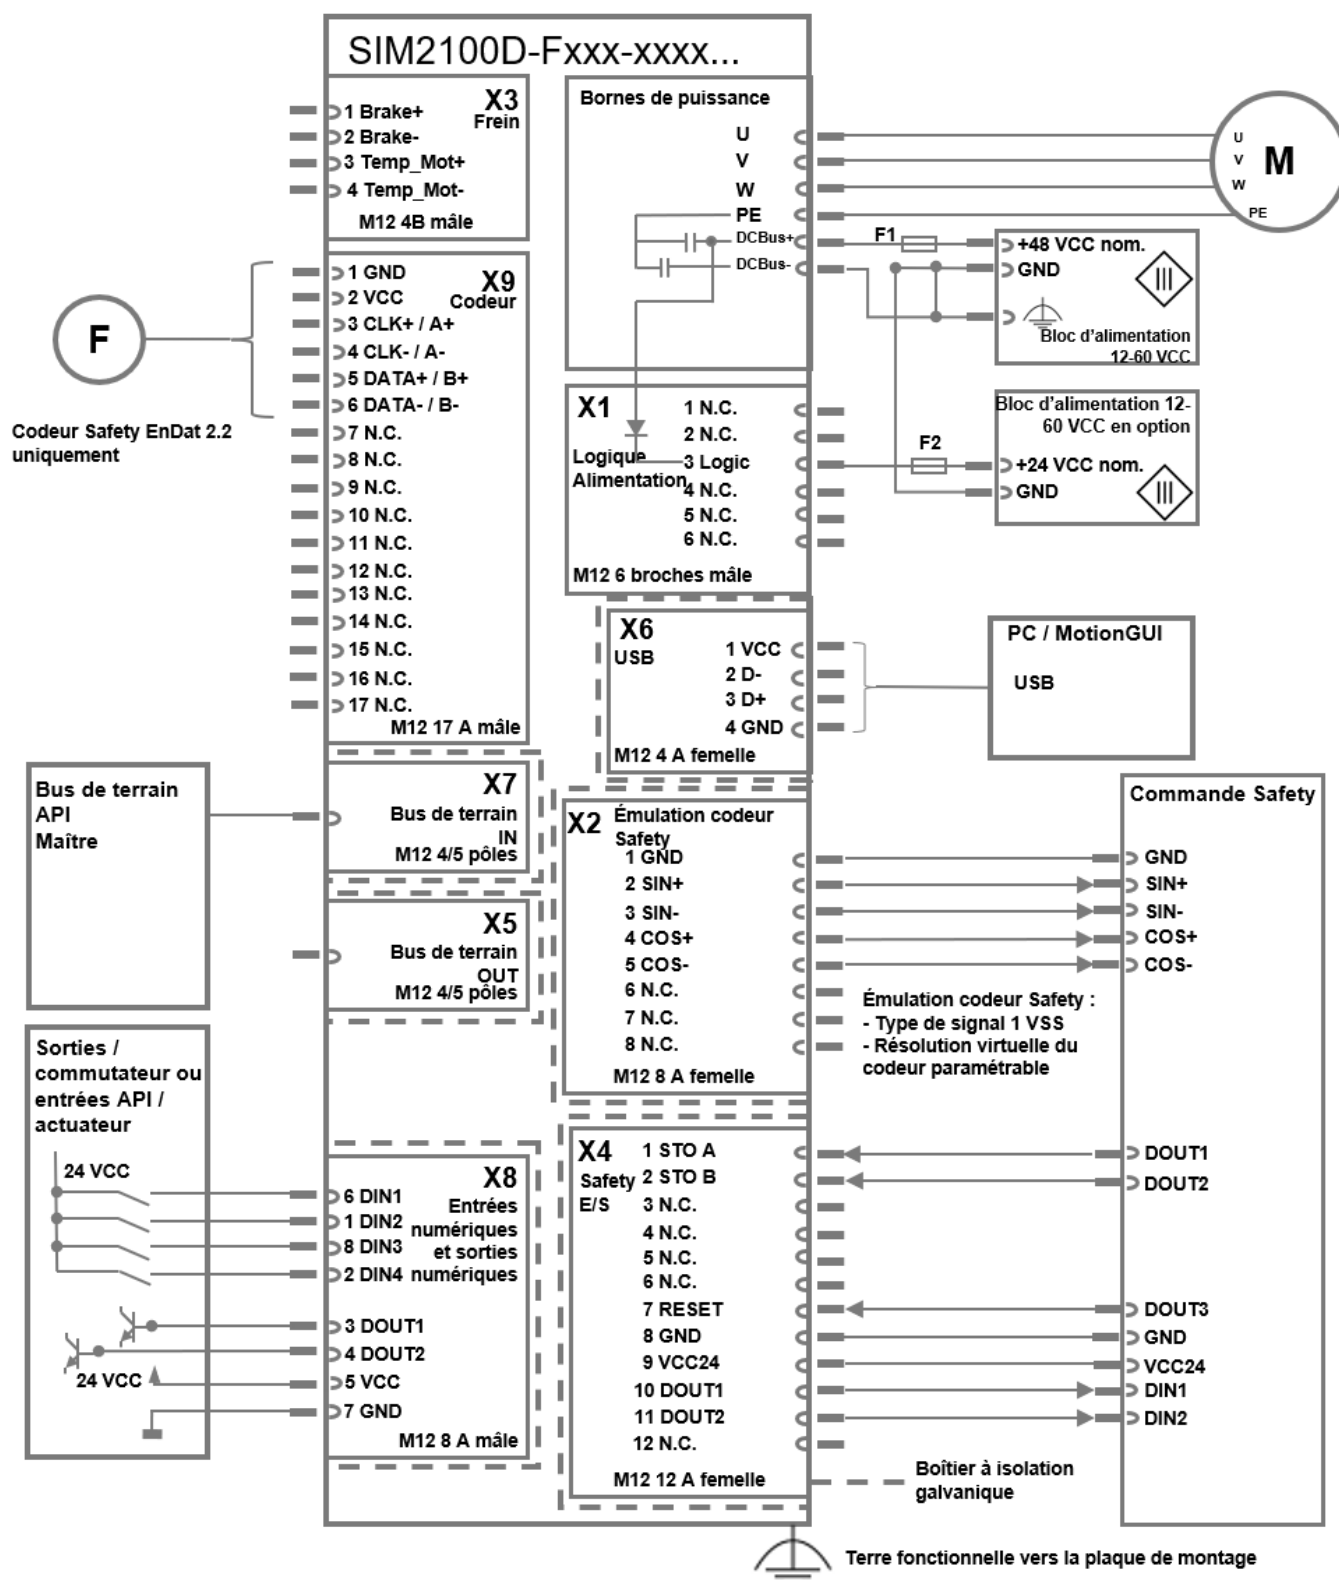 SIM2100D-Fxxx-xxxx...
X3
Frein
1 Brake+
2 Brake-
3 Temp_Mot+
4 Temp_Mot-
M12 4B mâle
Bornes de puissance
U
V
W
PE
DCBus+
DCBus-
U
V
W
PE
M
F1
+48 VCC nom.
GND
Bloc d'alimentation
12-60 VCC
X9
Codeur
1 GND
2 VCC
3 CLK+ / A+
4 CLK- / A-
5 DATA+ / B+
6 DATA- / B-
7 N.C.
8 N.C.
9 N.C.
10 N.C.
11 N.C.
12 N.C.
13 N.C.
14 N.C.
15 N.C.
16 N.C.
17 N.C.
M12 17 A mâle
F
Codeur Safety EnDat 2.2
uniquement
X1
Logique
Alimentation
1 N.C.
2 N.C.
3 Logic
4 N.C.
5 N.C.
6 N.C.
M12 6 broches mâle
F2
Bloc d'alimentation 12-
60 VCC en option
+24 VCC nom.
GND
X6
USB
1 VCC
2 D-
3 D+
4 GND
M12 4 A femelle
PC / MotionGUI
USB
Bus de terrain
API
Maître
X7
Bus de terrain
IN
M12 4/5 pôles
X5
Bus de terrain
OUT
M12 4/5 pôles
X2
Émulation codeur
Safety
1 GND
2 SIN+
3 SIN-
4 COS+
5 COS-
6 N.C.
7 N.C.
8 N.C.
M12 8 A femelle
Commande Safety
GND
SIN+
SIN-
COS+
COS-
Émulation codeur Safety :
- Type de signal 1 VSS
- Résolution virtuelle du
codeur paramétrable
Sorties /
commutateur ou
entrées API /
actuateur
24 VCC
24 VCC
X8
Entrées
numériques
et sorties
numériques
6 DIN1
1 DIN2
8 DIN3
2 DIN4
3 DOUT1
4 DOUT2
5 VCC
7 GND
M12 8 A mâle
X4
Safety
E/S
1 STO A
2 STO B
3 N.C.
4 N.C.
5 N.C.
6 N.C.
7 RESET
8 GND
9 VCC24
10 DOUT1
11 DOUT2
12 N.C.
M12 12 A femelle
DOUT1
DOUT2
DOUT3
GND
VCC24
DIN1
DIN2
Boîtier à isolation
galvanique
Terre fonctionnelle vers la plaque de montage